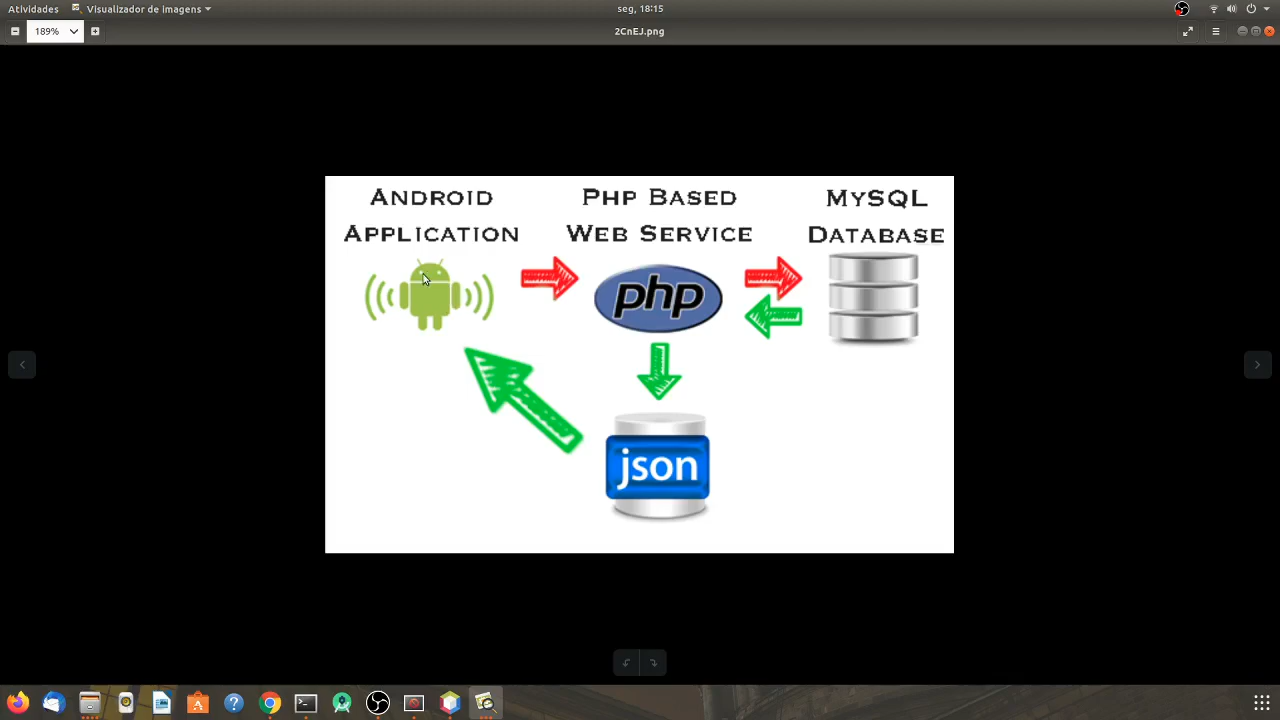 Atividades
Visualizador de imagens
seg, 18:15
189%
2CnEJ.png
ANDROID
APPLICATION
PHP BASED
WEB SERVICE
MYSQL
DATABASE
php
json